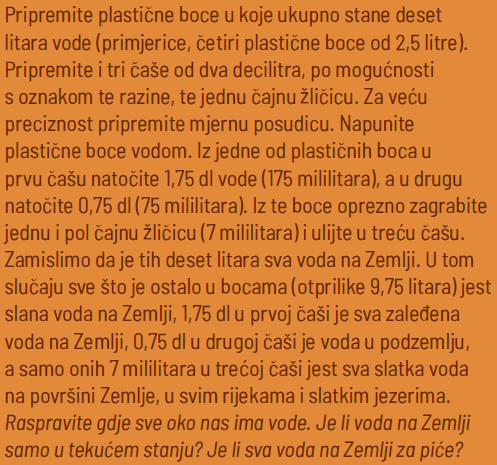 Pripremite plastične boce u koje ukupno stane deset
litara vode (primjerice, četiri plastične boce od 2,5 litre).
Pripremite i tri čaše od dva decilitra, po mogućnosti
s oznakom te razine, te jednu čajnu žličicu. Za veću
preciznost pripremite mjernu posudicu. Napunite
plastične boce vodom. Iz jedne od plastičnih boca u
prvu čašu natočite 1,75 dl vode (175 mililitara), a u drugu
natočite 0,75 dl (75 mililitara). Iz te boce oprezno zagrabite
jednu i pol čajnu žličicu (7 mililitara) i ulijte u treću čašu.
Zamislimo da je tih deset litara sva voda na Zemlji. U tom
slučaju sve što je ostalo u bocama (otprilike 9,75 litara) jest
slana voda na Zemlji, 1,75 dl u prvoj čaši je sva zaleđena
voda na Zemlji, 0,75 dl u drugoj čaši je voda u podzemlju,
a samo onih 7 mililitara u trećoj čaši jest sva slatka voda
na površini Zemlje, u svim rijekama i slatkim jezerima.
Raspravite gdje sve oko nas ima vode. Je li voda na Zemlji
samo u tekućem stanju? Je li sva voda na Zemlji za piće?